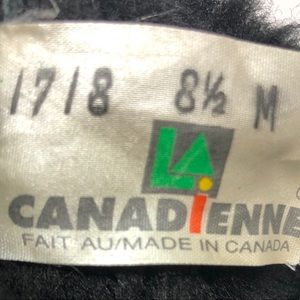 1718 8½ M
LA
CANADIENNE
FAIT AU/MADE IN CANADA